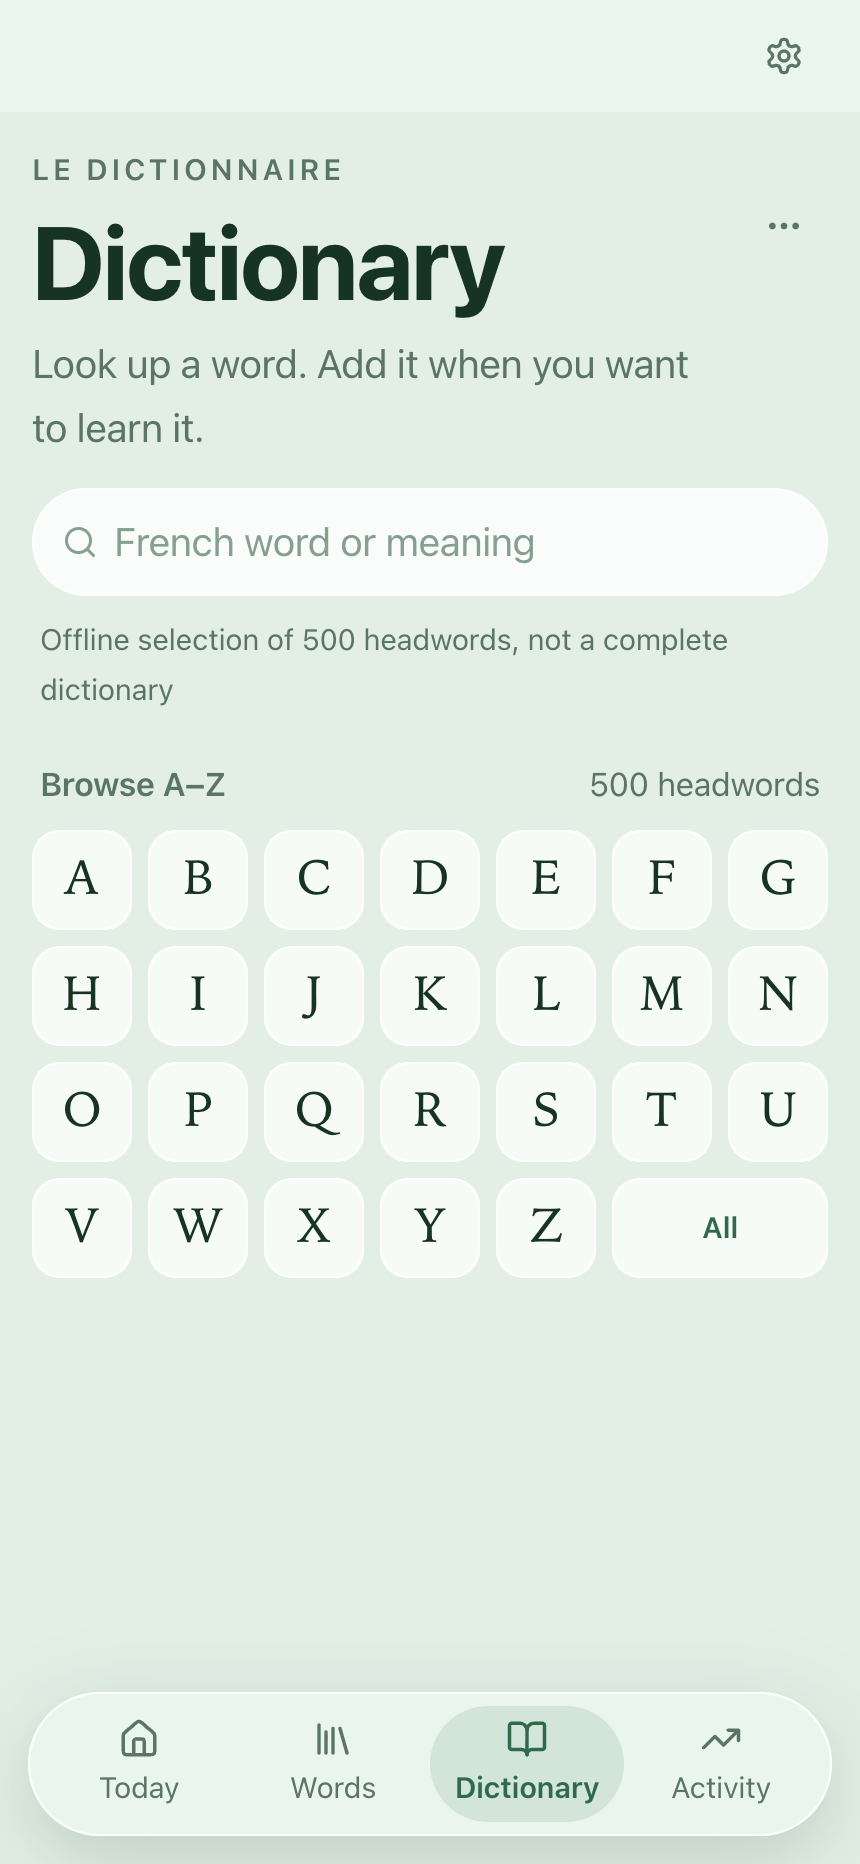 LE DICTIONNAIRE
Dictionary
Look up a word. Add it when you want
to learn it.
French word or meaning
Offline selection of 500 headwords, not a complete
dictionary
Browse A–Z 500 headwords
A B C D E F G
H I J K L M N
O P Q R S T U
V W X Y Z All
Today Words Dictionary Activity